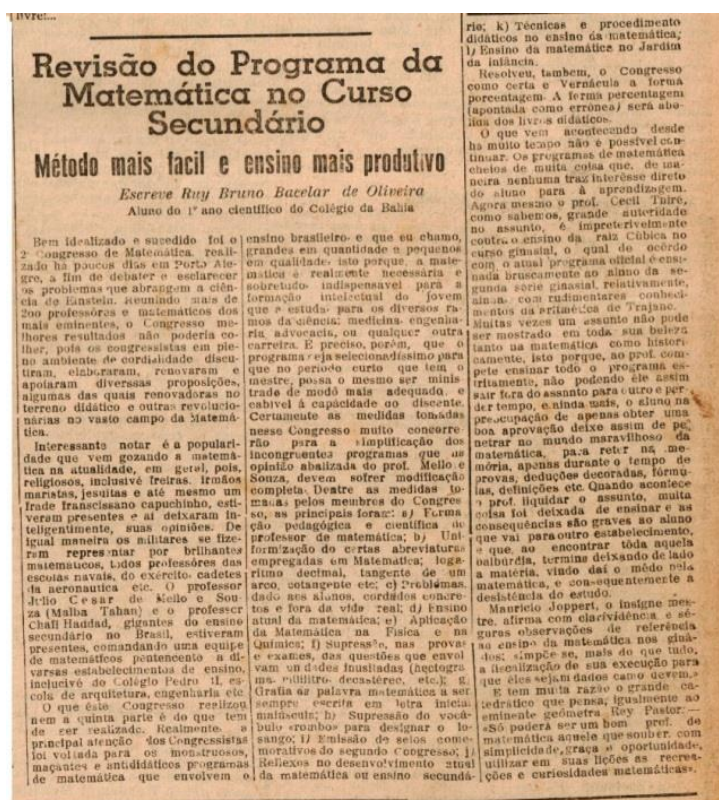 livre!...
Revisão do Programa da
Matemática no Curso
Secundário
Método mais facil e ensino mais produtivo
Escreve Ruy Bruno Bacelar de Oliveira
Aluno do 1º ano científico do Colégio da Bahia
Bem idealizado e sucedido foi o
2º Congresso de Matemática, reali-
zado ha poucos dias em Porto Ale-
gre, a fim de debater e esclarecer
os problemas que abrangem a ciên-
cia de Einstein. Reunindo mais de
200 professores e matemáticos dos
mais eminentes, o Congresso me-
lhores resultados não poderia co-
lher, pois os congressistas em ple-
no ambiente de cordialidade discu-
tiram, elaboraram, renovaram e
apoiaram diverssas proposições,
algumas das quais renovadoras no
terreno didático e outras revolucio-
nárias no vasto campo da Matemá-
tica.
Interessante notar é a populari-
dade que vem gozando a matemá-
tica na atualidade, em geral, pois,
religiosos, inclusivé freiras. irmãos
maristas, jesuitas e até mesmo um
frade franscissano capuchinho, esti-
veram presentes e aí deixaram in-
teligentimente, suas opiniões. De
igual maneira os militares se fize-
ram representar por brilhantes
matemáticos, tidos professores das
escolas navais, do exército, cadetes
da aeronautica etc. O professor
Julio Cesar de Mello e Sou-
za (Malba Tahan) e o professor
Chafi Haddad, gigantes do ensino
secundário no Brasil, estiveram
presentes, comandando uma equipe
de matemáticos pentencento a di-
versas estabelecimentos de ensino,
inclucivé do Colégio Pedro II, es-
cola de arquitetura, engenharia etc
O que êste Congresso realizou
nem a quinta parte é do que tem
de ser realizado. Realmente, a
principal atenção dos Congressistas
foi voltada para os monstruosos,
maçantes e antididáticos programas
de matemática que envolvem o
ensino brasileiro e que eu chamo,
grandes em quantidade e pequenos
em qualidade; isto porque, a mate-
mática é realmente necessária e
sobretudo indispensavel para a
formação intelectual do jovem
que a estuda para os diversos ra-
mos da ciência: medicina, engenha-
ria, advocacia, ou qualquer outra
carreira. E preciso, porém, que o
programa seja selecionadíssimo para
que no período curto que tem o
mestre, possa o mesmo ser minis
trade de modo mais adequado, e
cabivel á capacidade do discente.
Certamente as medidas tomadas
nesse Congresso muito concorre-
rão para a simplificação dos
incongruentes programas que na
opinião abalizada do prof. Mello e
Souza, devem sofrer modificação
completa. Dentre as medidas to-
madas pelos membros do Congres
so, as principais foram: a) Forma
ção pedagógica e cientifica do
professor de matemática; b) Uni-
formização do certas abreviaturas
empregadas em Matemática; loga-
ritmo decimal, tangente de um
arco, cotangente etc; c) Problemas,
dado aos alunos, cordados concre-
tos e fora da vida real; d) Ensino
atual da matemática; e) Aplicação
da Matemática na Fisica e na
Química; f) Supressão, nas provas
e exames, das questões que envol
vam unidades inusitadas (hectogra
ma, mililitro, decastéreo, etc.); g)
Grafia as palavra matemática a ser
sempre escrita em letra inicial
mainscula; h) Supressão do vocá-
bulo «rombo» para designar o lo-
sango; i) Emissão de selos come-
morativos do segundo Congresso; j)
Reflexos no desenvolvimento atual
da matemática ou ensino secundá-
rio; k) Técnicas e procedimento
didáticos no ensino da matemática;
l) Ensino da matemática no Jardim
da infância.
Resolveu, tambem, o Congresso
como certa e Vernácula a forma
porcentagem. A forma percentagem
(apontada como errônea) será abo-
lida dos livros didáticos.
O que vem acontecendo desde
ha muito tempo não é possivel con-
tinuar. Os programas de matemática
cheios de muita coisa que, de ma-
neira nenhuma traz interêsse direto
do aluno para à aprendizagem.
Agora mesmo o prof. Cecil Thiré,
como sabemos, grande autoridade
no assunto, é impreterivelmente
contra o ensino da raiz Cúbica no
curso ginasial, o qual de acôrdo
com o atual programa oficial é ensi-
nada bruscamente ao aluno da se-
gunda série ginasial, relativamente,
ainda, com rudimentares conheci-
mentos da aritmética de Trajano.
Muitas vezes um assunto não pode
ser mostrada em toda sua beleza
tanto na matemática como histori-
camente, isto porque, ao prof. com-
pete ensinar todo o programa es-
ritamente, não podendo êle assim
sair fora do assunto para outro e per-
der tempo, e ainda mais, o aluno na
preocupação de apenas obter uma
boa aprovação deixe assim de pe-
netrar no mundo maravilhoso da
matemática, para reter na me-
mória, apenas durante o tempo de
provas, deduções decoradas, fórmu-
las, definições etc. Quando acontece
o prof. liquidar o assunto, muita
coisa foi deixada de ensinar e as
consequências são graves ao aluno
que vai para outro estabelecimento,
e que, ao encontrar toda aquela
balbúrdia, termina deixando de lado
a matéria, vindo daí o mêdo pela
matemática, e consequentemente a
desistência do estudo.
Mauricio Joppert, o insigne mes-
tre, afirma com clarividência e sé-
guras observações de referência
ao ensino da matemática nos giná-
ios; «impõe-se, mais do que tudo,
a fiscalização de sua execução para
que êles sejam dados como devem.»
E tem muita razão o grande ca-
tedrático que pensa, igualmente ao
eminente geómetra, Rey Pastor:—
«Só poderá ser um bom prof. de
matemática aquele que souber, com
simplicidade, graça e oportunidade,
utilizar em suas lições as recrea-
ções e curiosidades matemáticas».